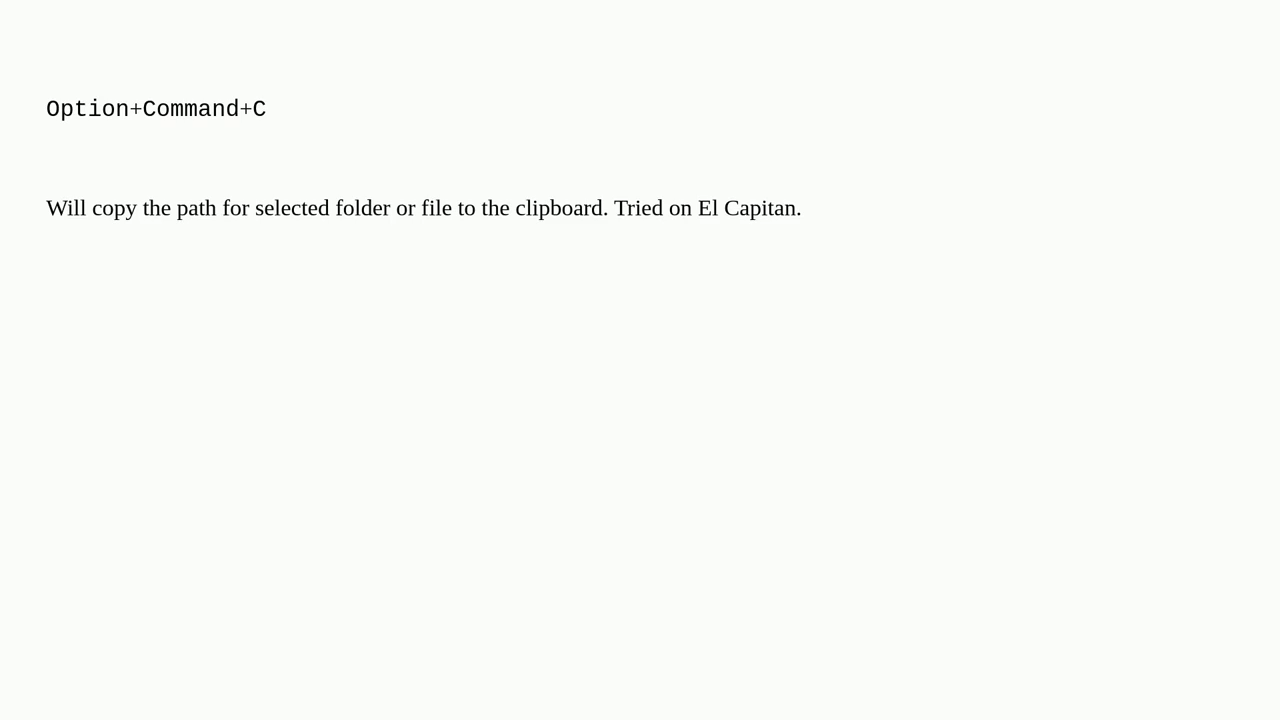 Option+Command+C
Will copy the path for selected folder or file to the clipboard. Tried on El Capitan.